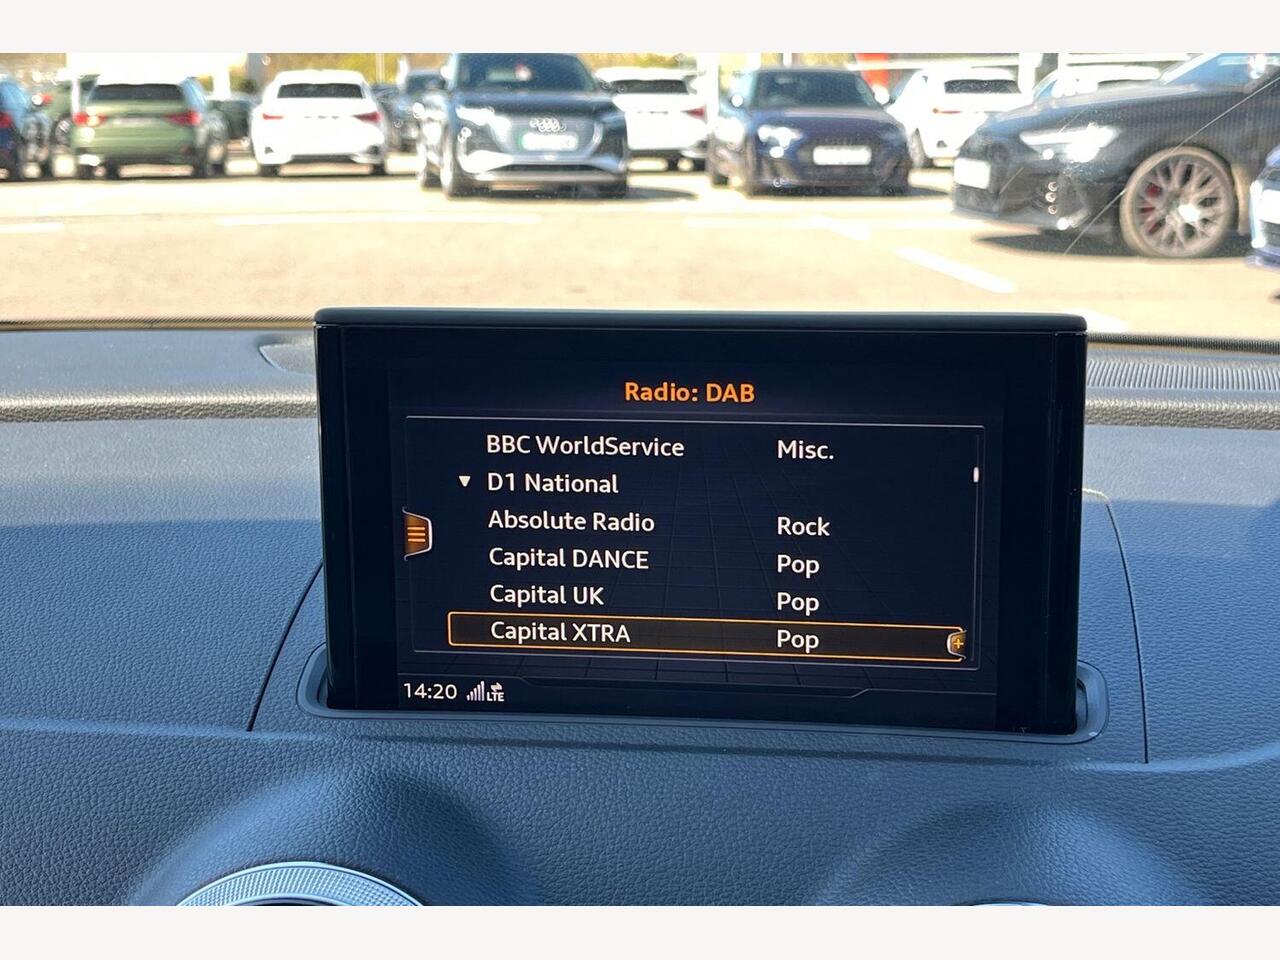 Radio: DAB
BBC WorldService Misc.
▼ D1 National
Absolute Radio Rock
Capital DANCE Pop
Capital UK Pop
Capital XTRA Pop
14:20 LTE